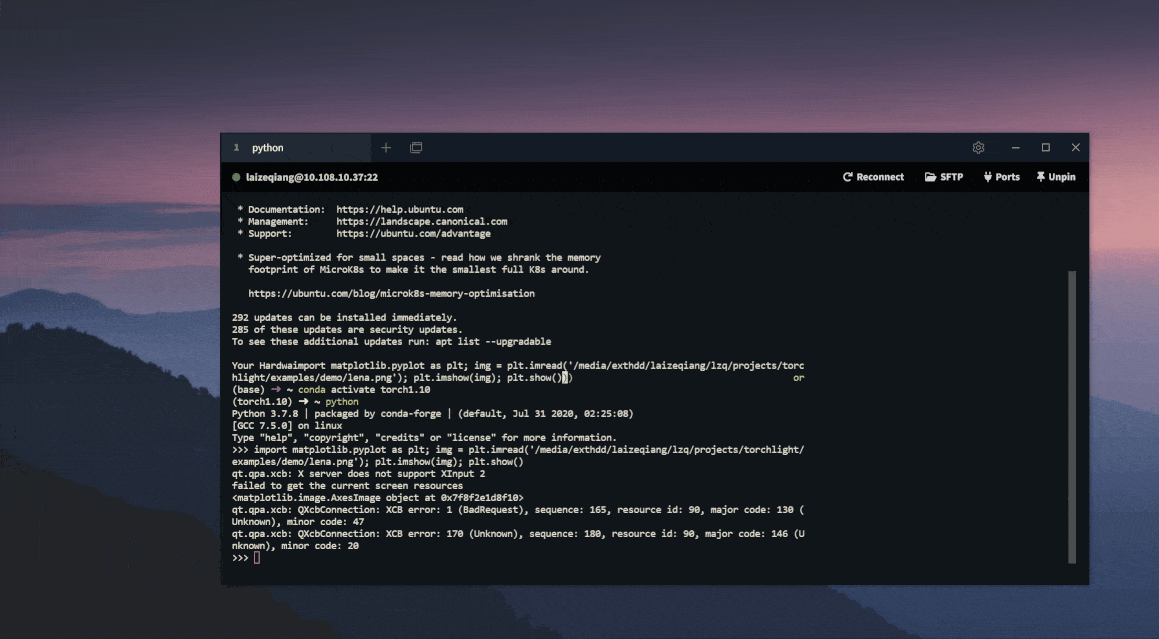 1 python
laizeqiang@10.108.10.37:22 Reconnect SFTP Ports Unpin
* Documentation: https://help.ubuntu.com
* Management: https://landscape.canonical.com
* Support: https://ubuntu.com/advantage
* Super-optimized for small spaces - read how we shrank the memory
footprint of MicroK8s to make it the smallest full K8s around.
https://ubuntu.com/blog/microk8s-memory-optimisation
292 updates can be installed immediately.
285 of these updates are security updates.
To see these additional updates run: apt list --upgradable
Your Hardwaimport matplotlib.pyplot as plt; img = plt.imread('/media/exthdd/laizeqiang/lzq/projects/torc
hlight/examples/demo/lena.png'); plt.imshow(img); plt.show()]) or
(base) ➜ ~ conda activate torch1.10
(torch1.10) ➜ ~ python
Python 3.7.8 | packaged by conda-forge | (default, Jul 31 2020, 02:25:08)
[GCC 7.5.0] on linux
Type "help", "copyright", "credits" or "license" for more information.
>>> import matplotlib.pyplot as plt; img = plt.imread('/media/exthdd/laizeqiang/lzq/projects/torchlight/
examples/demo/lena.png'); plt.imshow(img); plt.show()
qt.qpa.xcb: X server does not support XInput 2
failed to get the current screen resources
<matplotlib.image.AxesImage object at 0x7f8f2e1d8f10>
qt.qpa.xcb: QXcbConnection: XCB error: 1 (BadRequest), sequence: 165, resource id: 90, major code: 130 (
Unknown), minor code: 47
qt.qpa.xcb: QXcbConnection: XCB error: 170 (Unknown), sequence: 180, resource id: 90, major code: 146 (U
nknown), minor code: 20
>>>